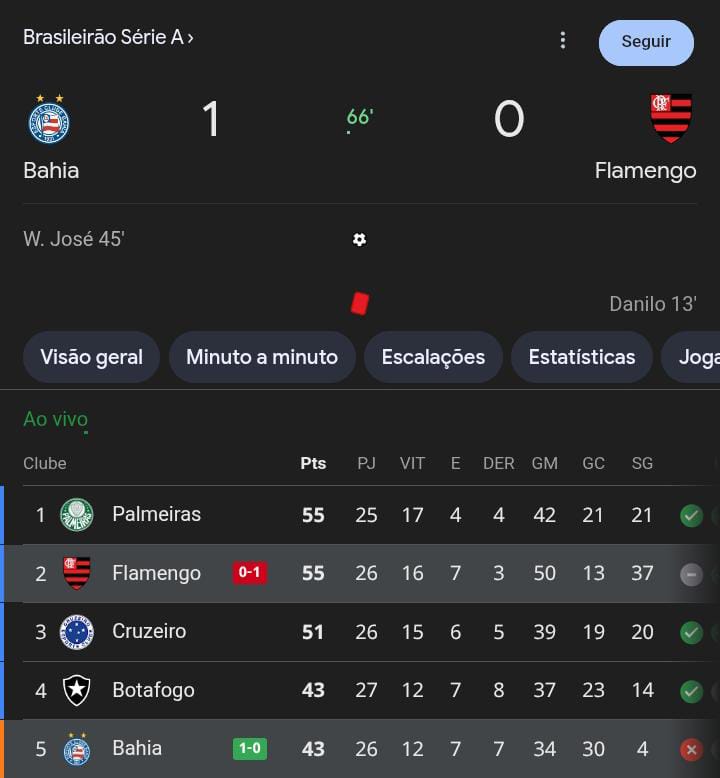 Brasileirão Série A ›
Seguir
1 66' 0
Bahia Flamengo
W. José 45'
Danilo 13'
Visão geral Minuto a minuto Escalações Estatísticas Joga
Ao vivo
Clube Pts PJ VIT E DER GM GC SG
1 Palmeiras 55 25 17 4 4 42 21 21
2 Flamengo 0-1 55 26 16 7 3 50 13 37
3 Cruzeiro 51 26 15 6 5 39 19 20
4 Botafogo 43 27 12 7 8 37 23 14
5 Bahia 1-0 43 26 12 7 7 34 30 4